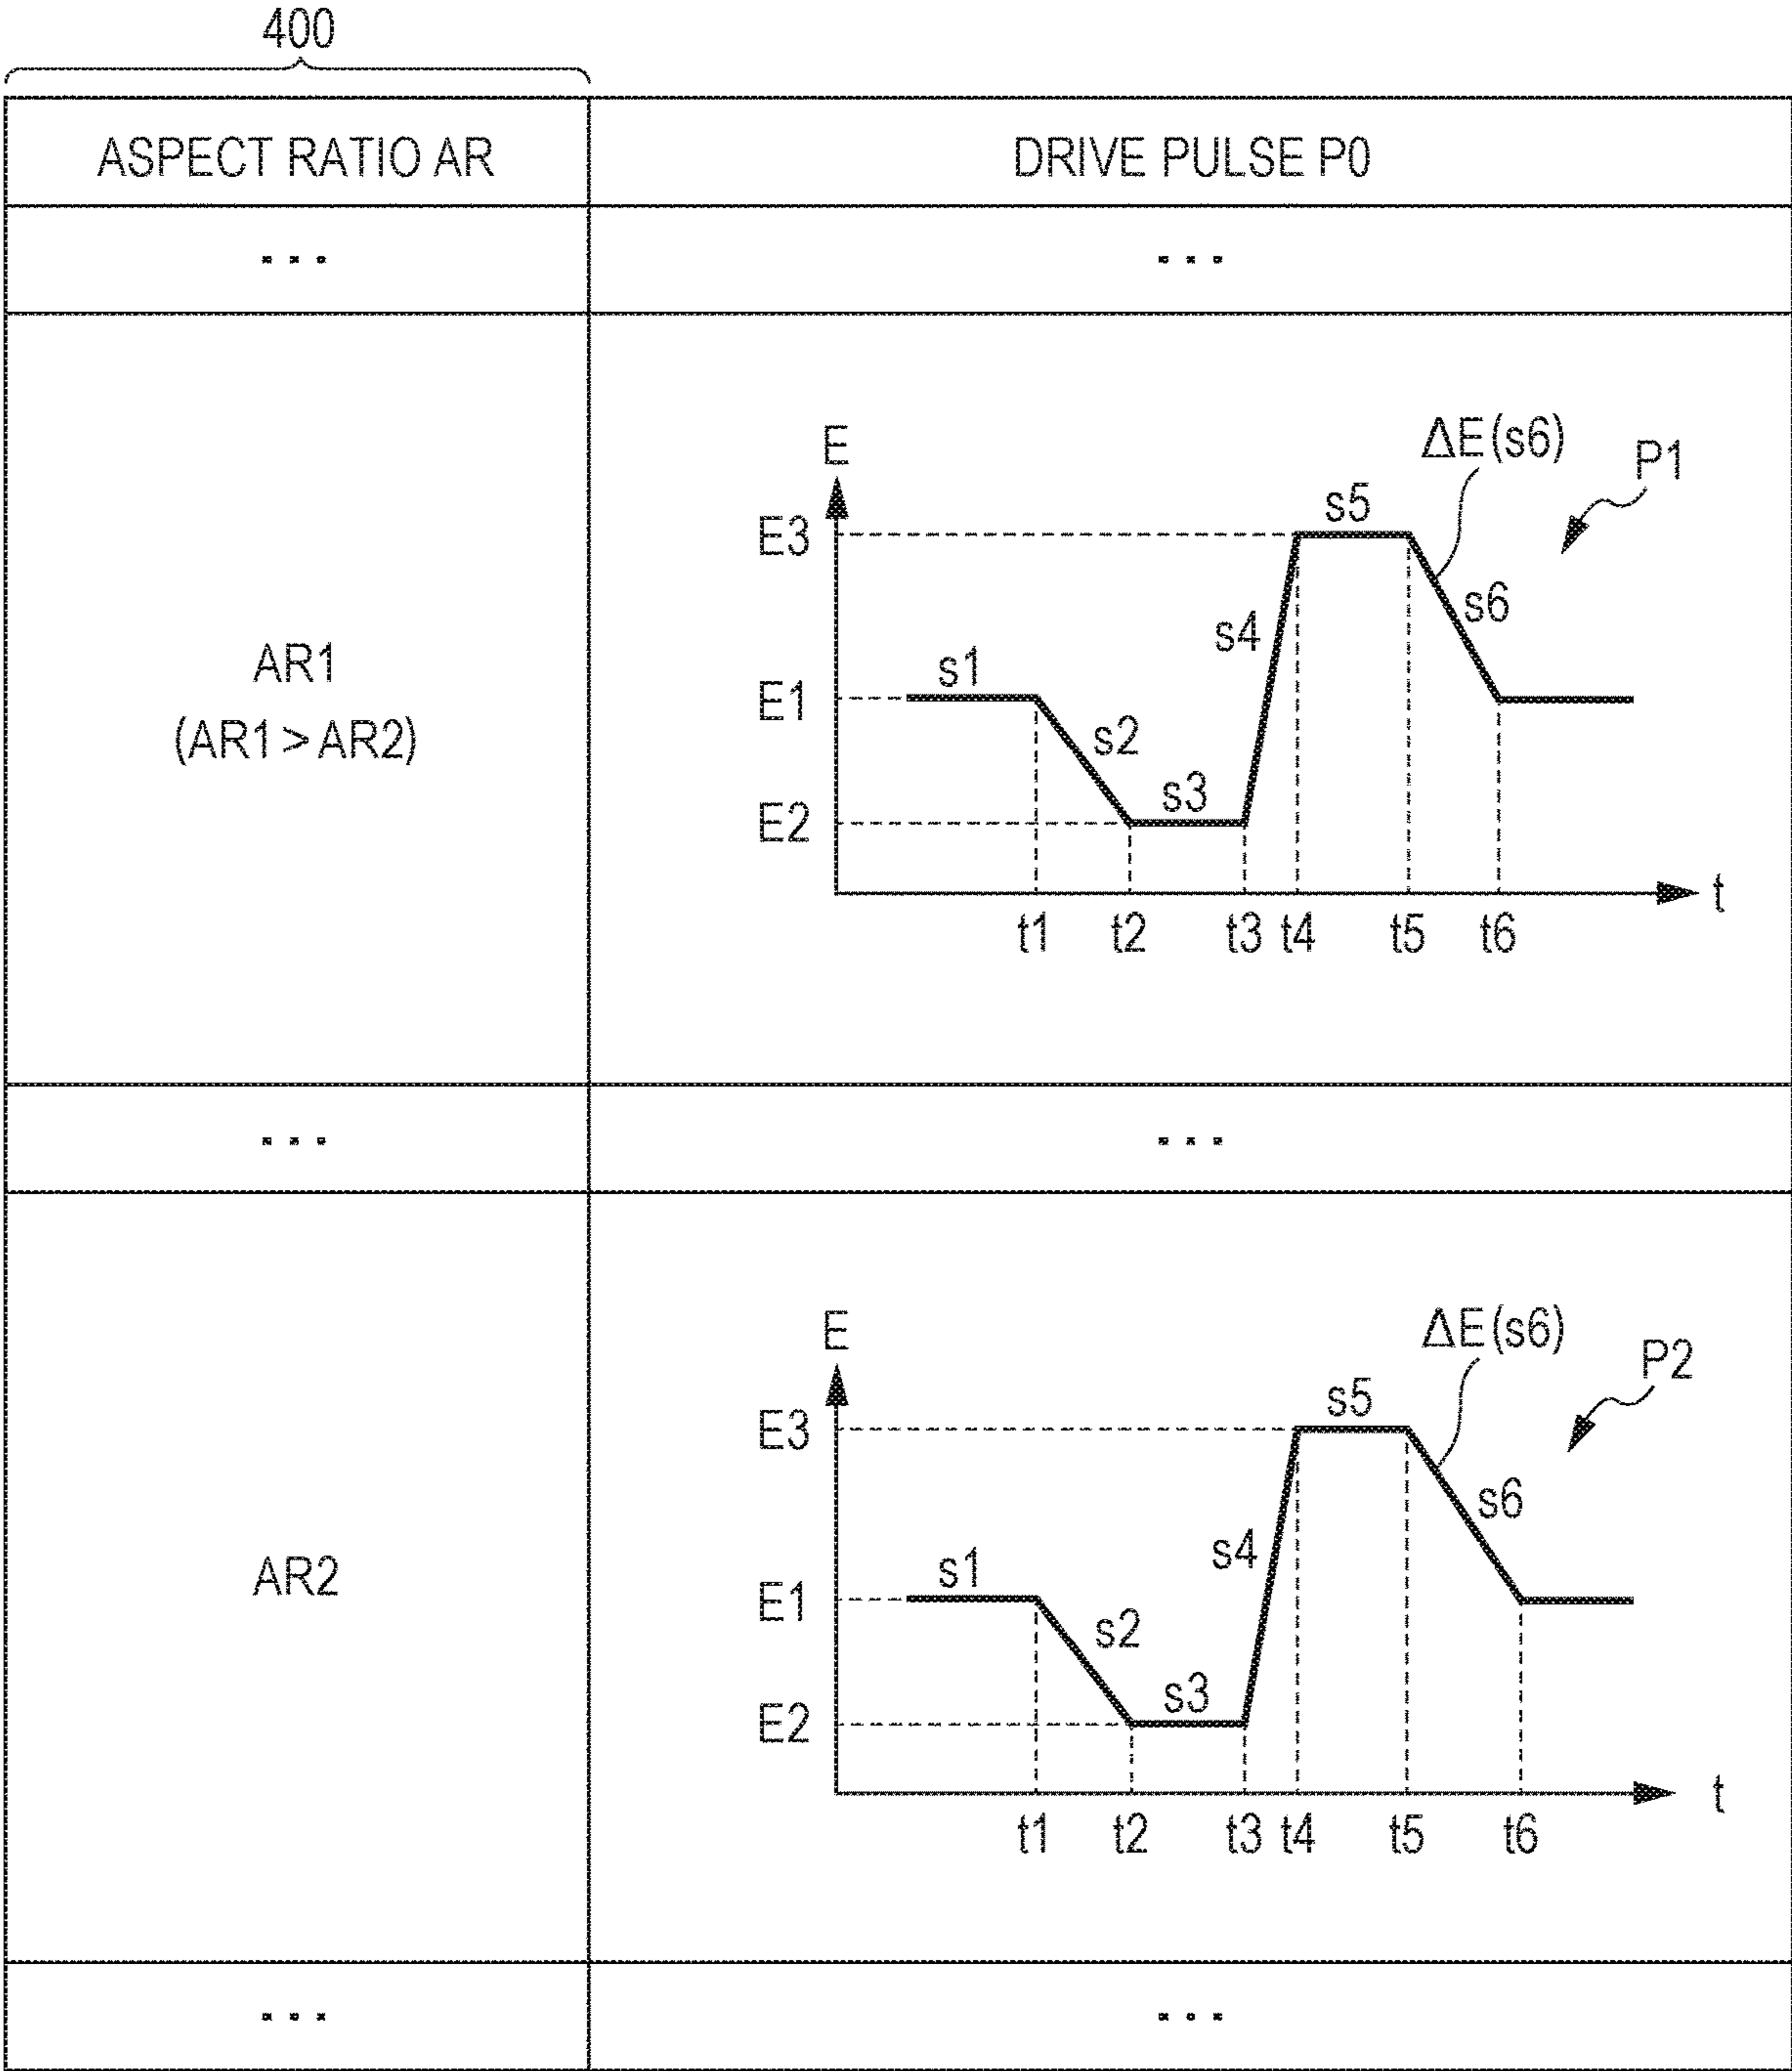 400
ASPECT RATIO AR
DRIVE PULSE P0
...
...
AR1
(AR1 > AR2)
E
ΔE(s6)
P1
E3
s5
s6
s4
s1
E1
s2
s3
E2
t
t1 t2 t3 t4 t5 t6
...
...
AR2
E
ΔE(s6)
P2
E3
s5
s6
s4
s1
E1
s2
s3
E2
t
t1 t2 t3 t4 t5 t6
...
...